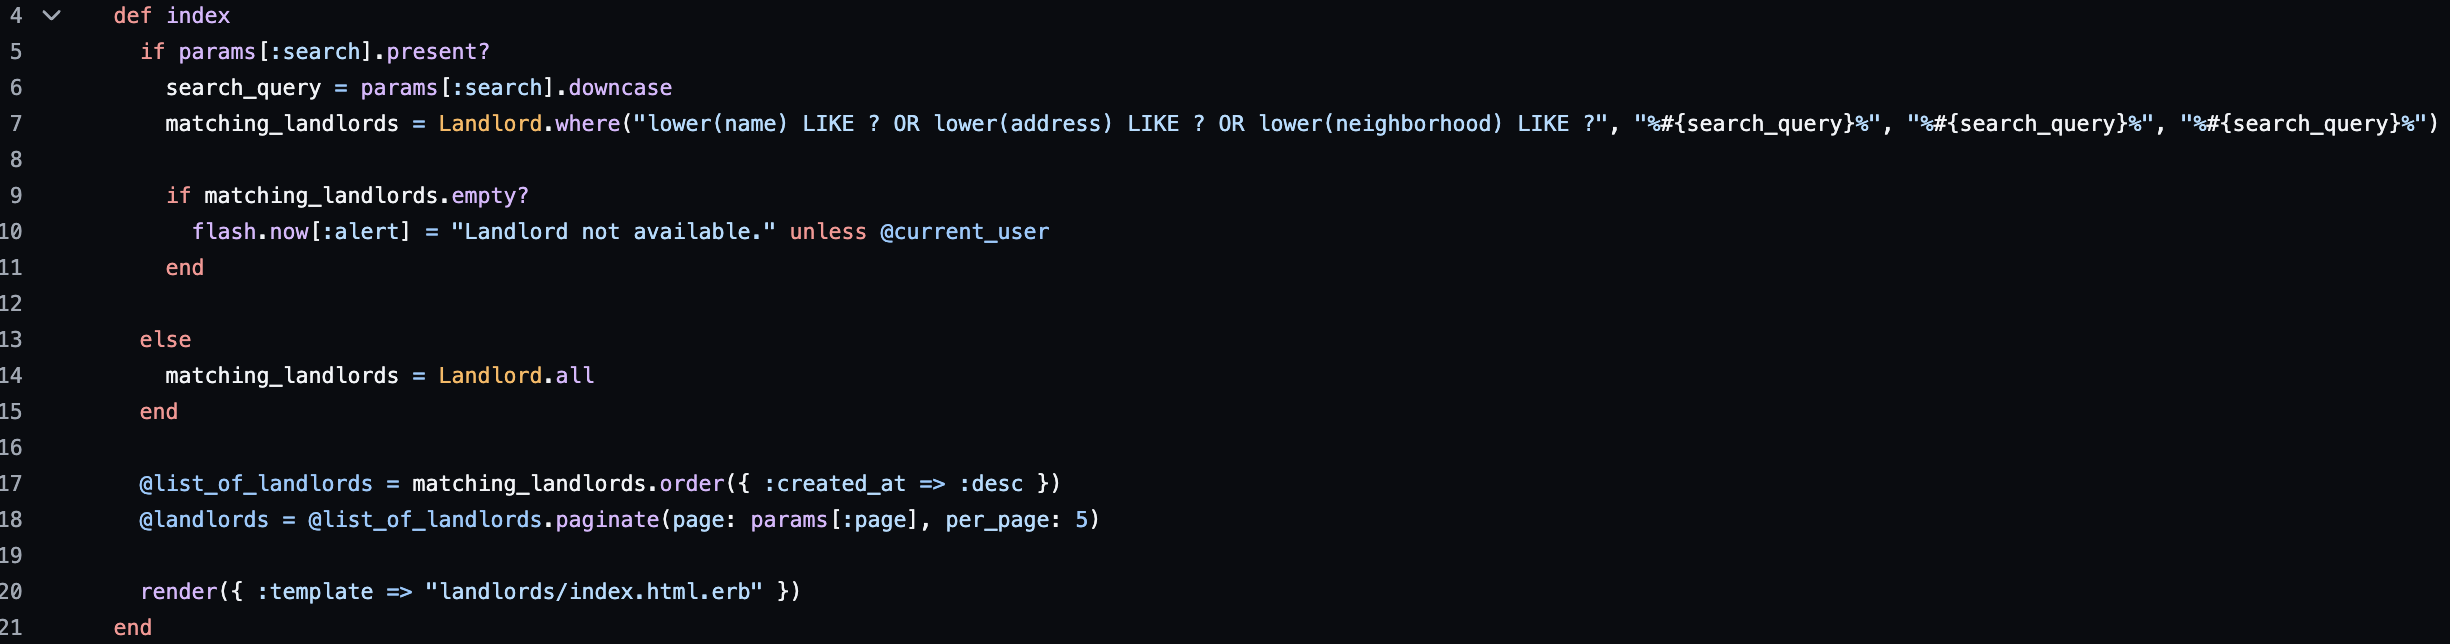 4 def index
5 if params[:search].present?
6 search_query = params[:search].downcase
7 matching_landlords = Landlord.where("lower(name) LIKE ? OR lower(address) LIKE ? OR lower(neighborhood) LIKE ?", "%#{search_query}%", "%#{search_query}%", "%#{search_query}%")
8
9 if matching_landlords.empty?
10 flash.now[:alert] = "Landlord not available." unless @current_user
11 end
12
13 else
14 matching_landlords = Landlord.all
15 end
16
17 @list_of_landlords = matching_landlords.order({ :created_at => :desc })
18 @landlords = @list_of_landlords.paginate(page: params[:page], per_page: 5)
19
20 render({ :template => "landlords/index.html.erb" })
21 end